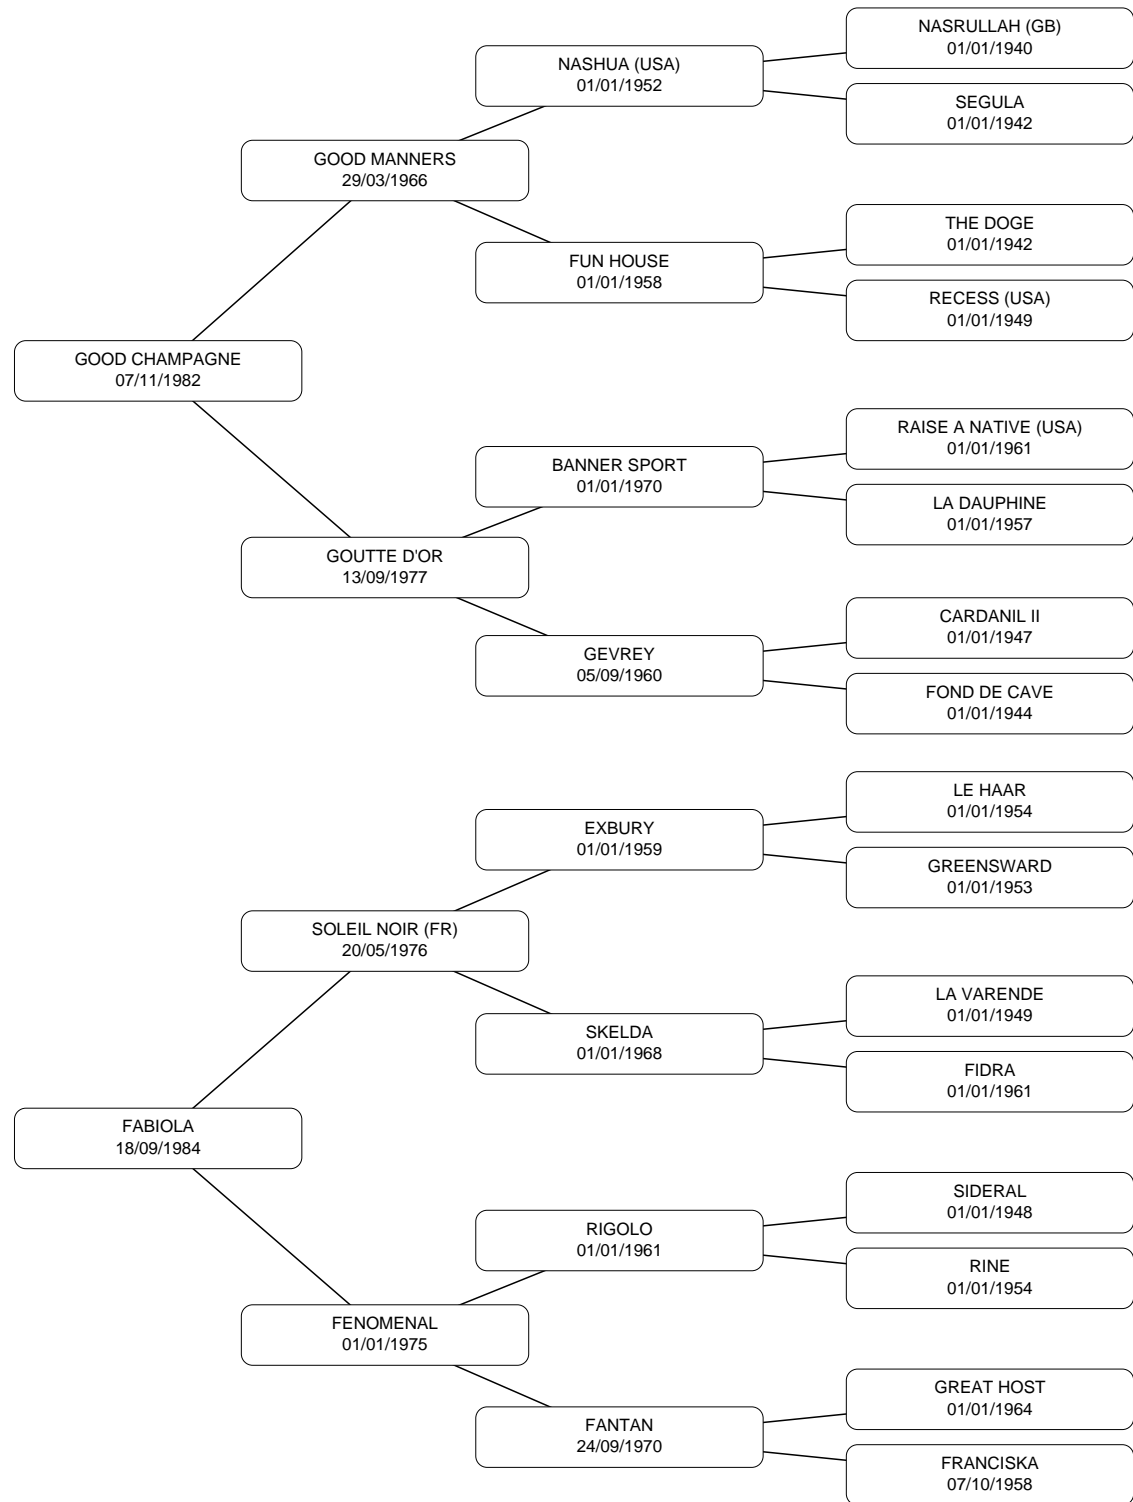 NASRULLAH (GB)
01/01/1940
NASHUA (USA)
01/01/1952
SEGULA
01/01/1942
GOOD MANNERS
29/03/1966
THE DOGE
01/01/1942
FUN HOUSE
01/01/1958
RECESS (USA)
01/01/1949
GOOD CHAMPAGNE
07/11/1982
RAISE A NATIVE (USA)
01/01/1961
BANNER SPORT
01/01/1970
LA DAUPHINE
01/01/1957
GOUTTE D'OR
13/09/1977
CARDANIL II
01/01/1947
GEVREY
05/09/1960
FOND DE CAVE
01/01/1944
LE HAAR
01/01/1954
EXBURY
01/01/1959
GREENSWARD
01/01/1953
SOLEIL NOIR (FR)
20/05/1976
LA VARENDE
01/01/1949
SKELDA
01/01/1968
FIDRA
01/01/1961
FABIOLA
18/09/1984
SIDERAL
01/01/1948
RIGOLO
01/01/1961
RINE
01/01/1954
FENOMENAL
01/01/1975
GREAT HOST
01/01/1964
FANTAN
24/09/1970
FRANCISKA
07/10/1958